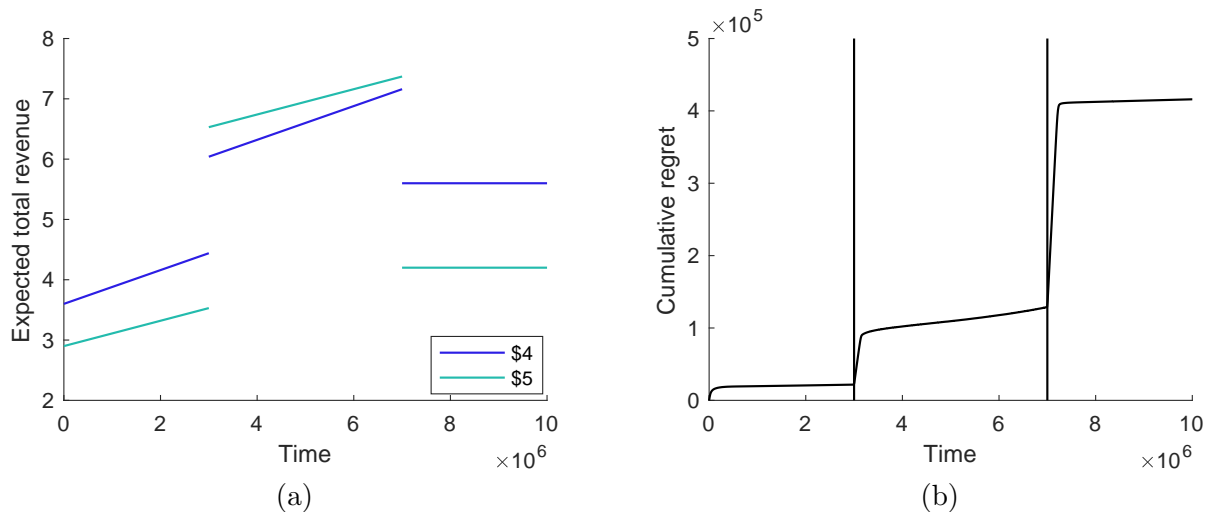 8
7
6
5
4
3
2
Expected total revenue
0 2 4 6 8 10
Time
×10^6
$4
$5
(a)
×10^5
5
4
3
2
1
0
Cumulative regret
0 2 4 6 8 10
Time
×10^6
(b)